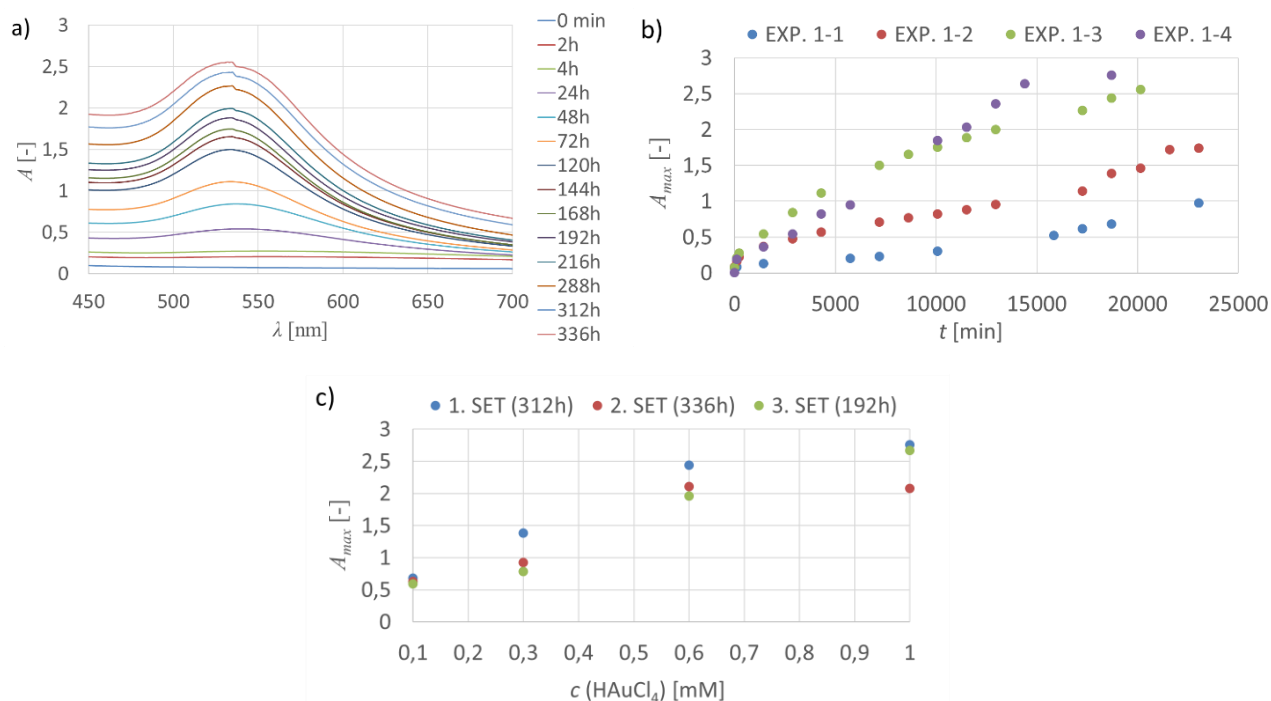 a)
3
2,5
2
1,5
1
0,5
0
A [-]
450 500 550 600 650 700
λ [nm]
0 min
2h
4h
24h
48h
72h
120h
144h
168h
192h
216h
288h
312h
336h
b)
EXP. 1-1 EXP. 1-2 EXP. 1-3 EXP. 1-4
3
2,5
2
1,5
1
0,5
0
Amax [-]
0 5000 10000 15000 20000 25000
t [min]
c)
1. SET (312h) 2. SET (336h) 3. SET (192h)
3
2,5
2
1,5
1
0,5
0
Amax [-]
0,1 0,2 0,3 0,4 0,5 0,6 0,7 0,8 0,9 1
c (HAuCl4) [mM]